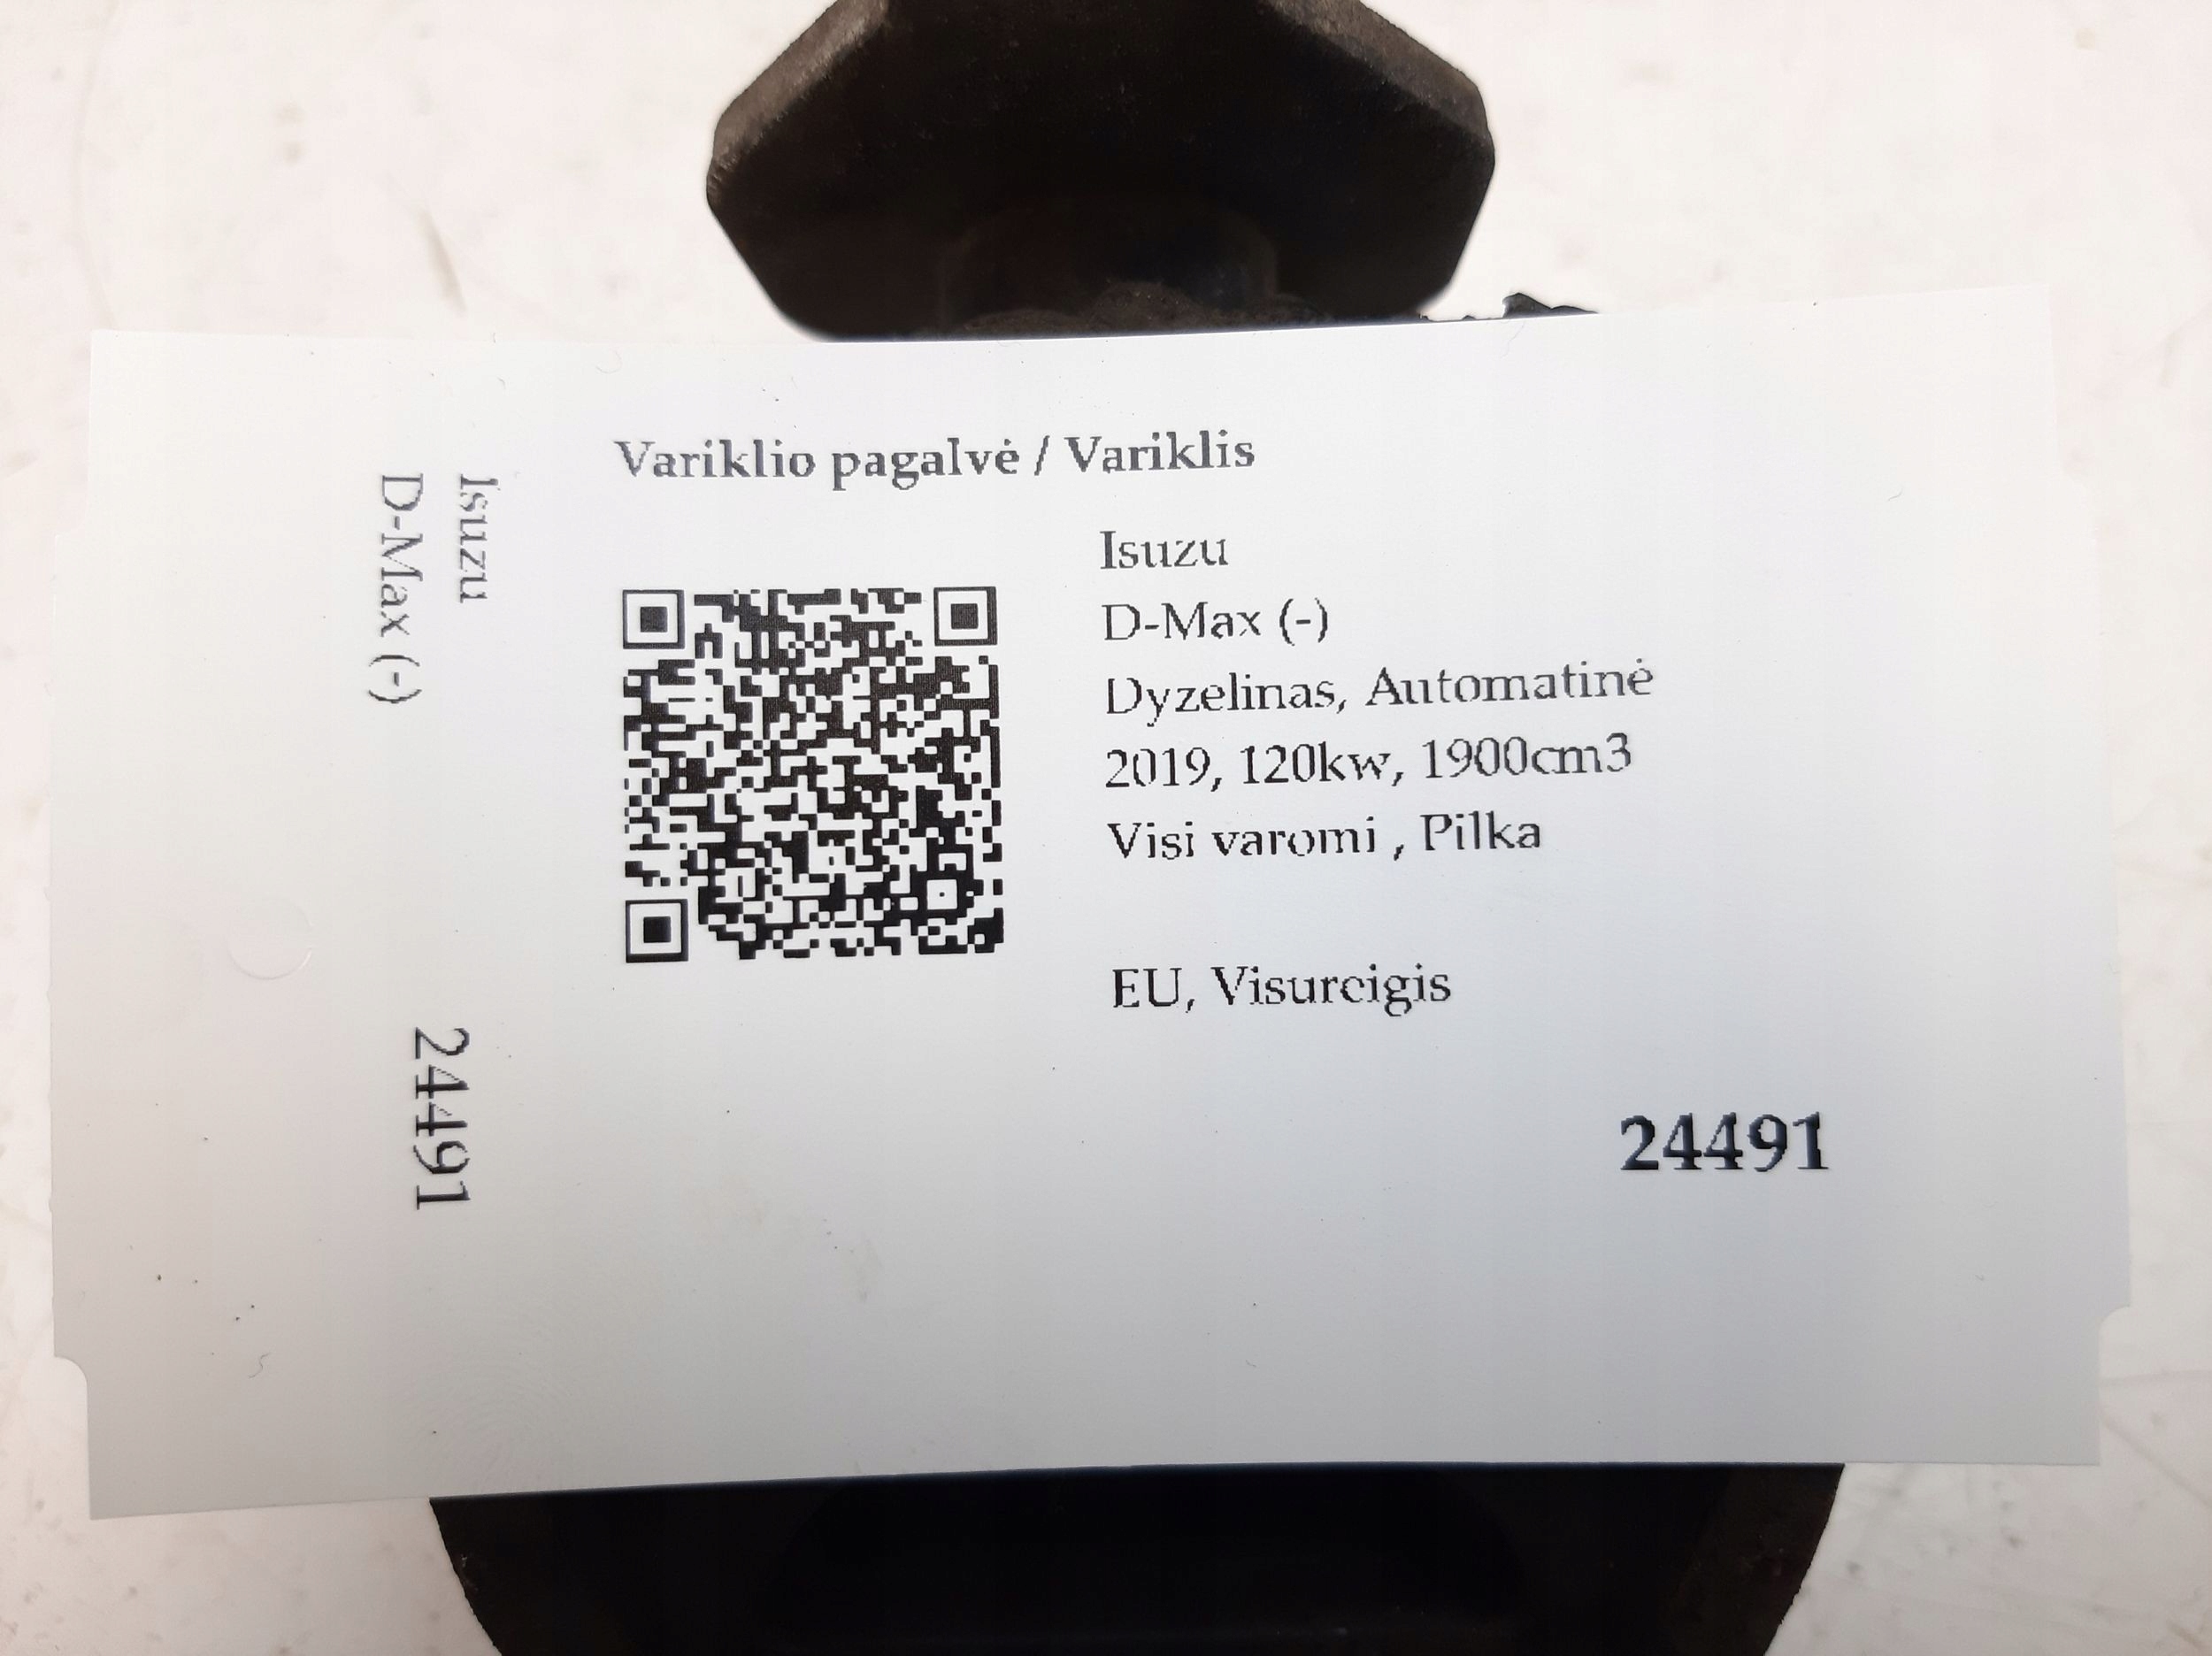 Isuzu
D-Max (-)
24491
Variklio pagalvė / Variklis
Isuzu
D-Max (-)
Dyzelinas, Automatinė
2019, 120kw, 1900cm3
Visi varomi , Pilka
EU, Visureigis
24491